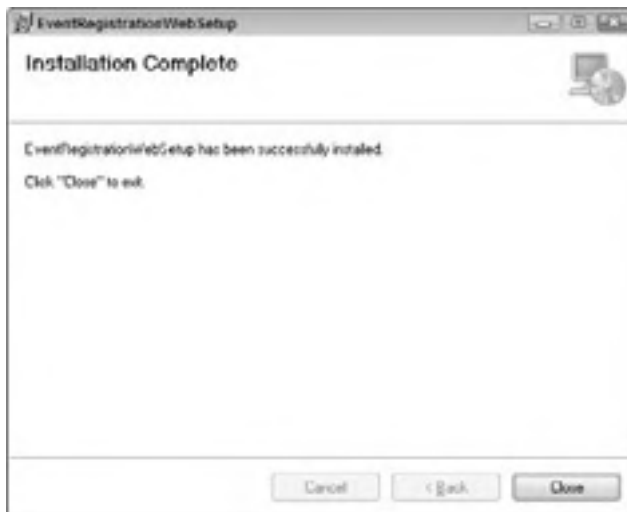 EventRegistrationWebSetup
Installation Complete
EventRegistrationWebSetup has been successfully installed.
Click "Close" to exit.
Cancel
< Back
Close